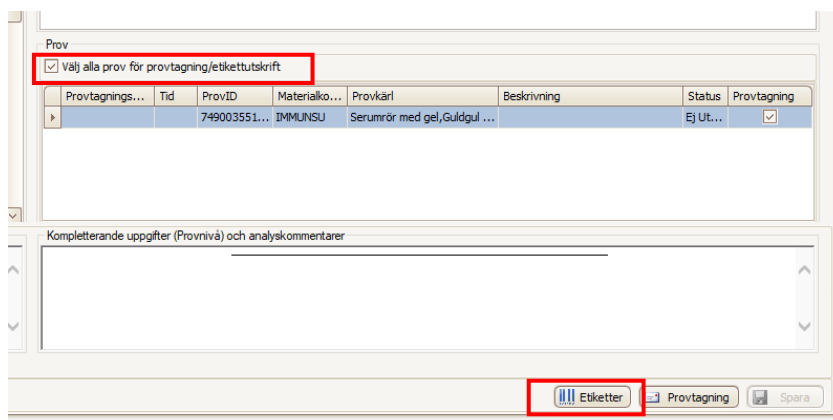 Prov
Välj alla prov för provtagning/etikettutskrift
Provtagnings... Tid ProvID Materialko... Provkärl Beskrivning Status Provtagning
749003551... IMMUNSU Serumrör med gel,Guldgul ... Ej Ut...
Kompletterande uppgifter (Provnivå) och analyskommentarer
Etiketter Provtagning Spara